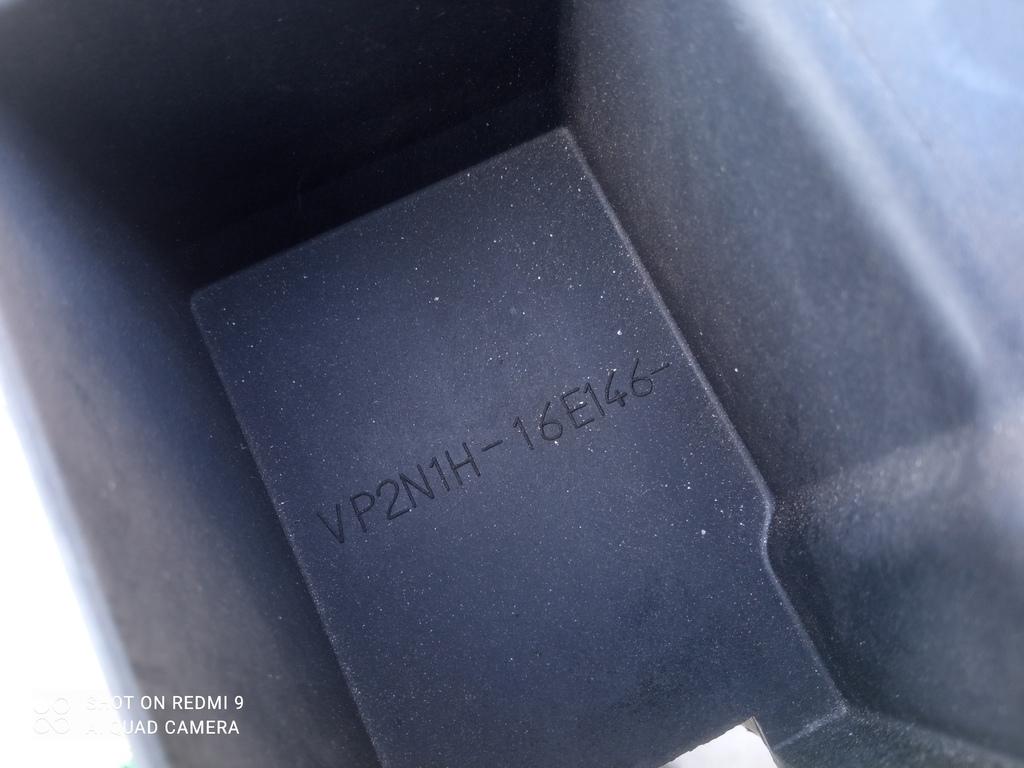 VP2N1H-16E146-
SHOT ON REDMI 9
AI QUAD CAMERA